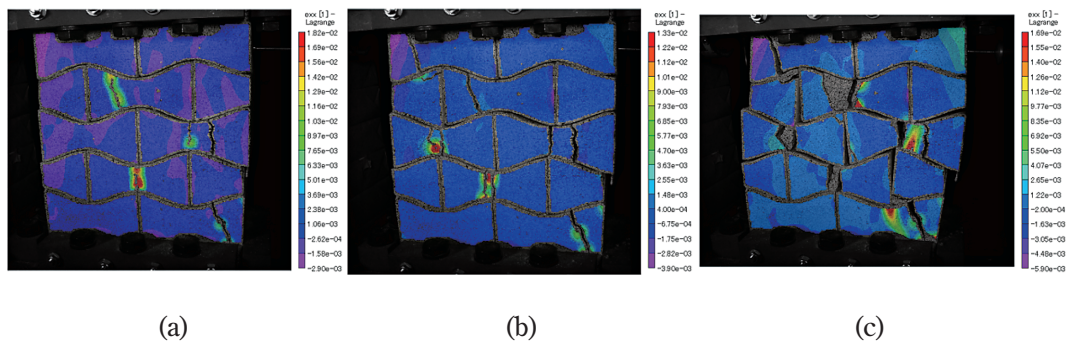 exx [1] -
Lagrange
1.82e-02
1.69e-02
1.56e-02
1.42e-02
1.29e-02
1.16e-02
1.03e-02
8.97e-03
7.65e-03
6.33e-03
5.01e-03
3.69e-03
2.38e-03
1.06e-03
-2.62e-04
-1.58e-03
-2.90e-03
(a)
exx [1] -
Lagrange
1.33e-02
1.22e-02
1.12e-02
1.01e-02
9.00e-03
7.93e-03
6.85e-03
5.77e-03
4.70e-03
3.63e-03
2.55e-03
1.48e-03
4.00e-04
-6.75e-04
-1.75e-03
-2.82e-03
-3.90e-03
(b)
exx [1] -
Lagrange
1.69e-02
1.55e-02
1.40e-02
1.26e-02
1.12e-02
9.77e-03
8.35e-03
6.92e-03
5.50e-03
4.07e-03
2.65e-03
1.22e-03
-2.00e-04
-1.63e-03
-3.05e-03
-4.48e-03
-5.90e-03
(c)